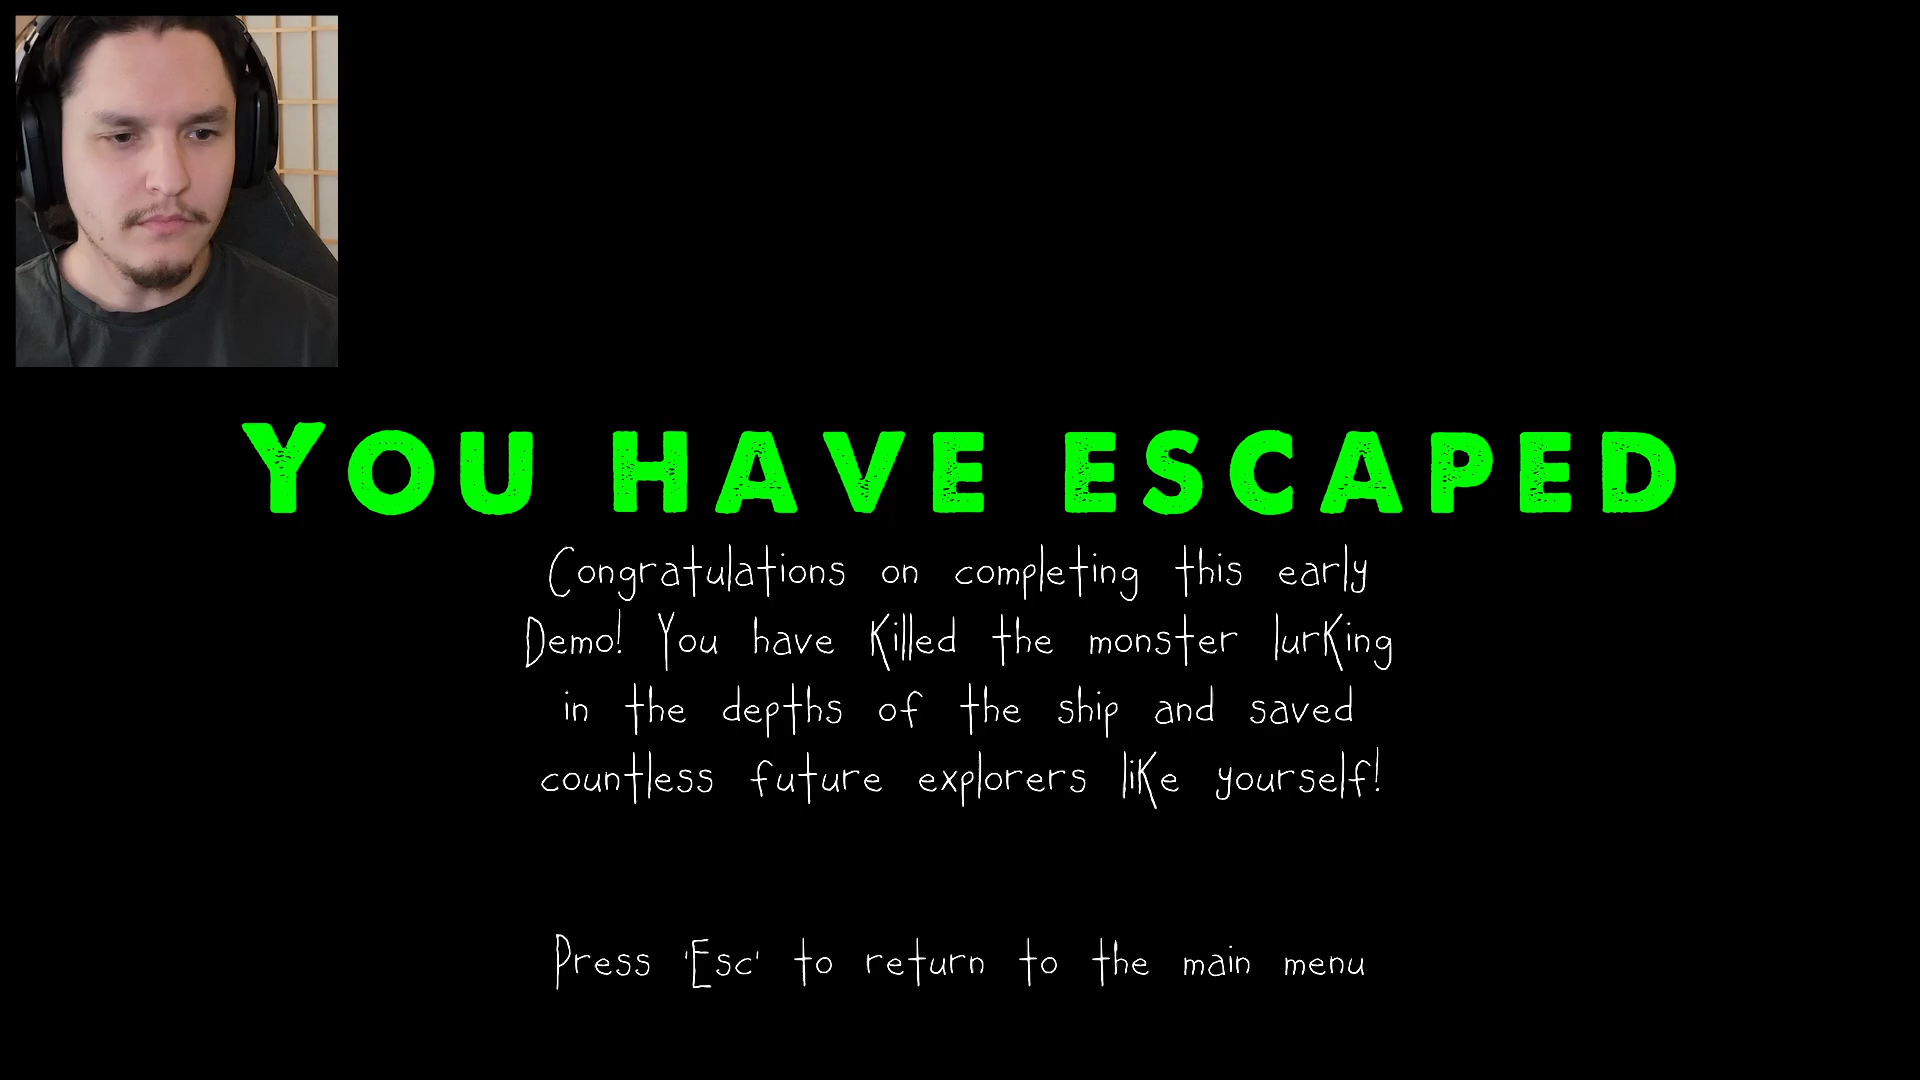 YOU HAVE ESCAPED
Congratulations on completing this early
Demo! You have Killed the monster lurKing
in the depths of the ship and saved
countless future explorers liKe yourself!
Press 'Esc' to return to the main menu